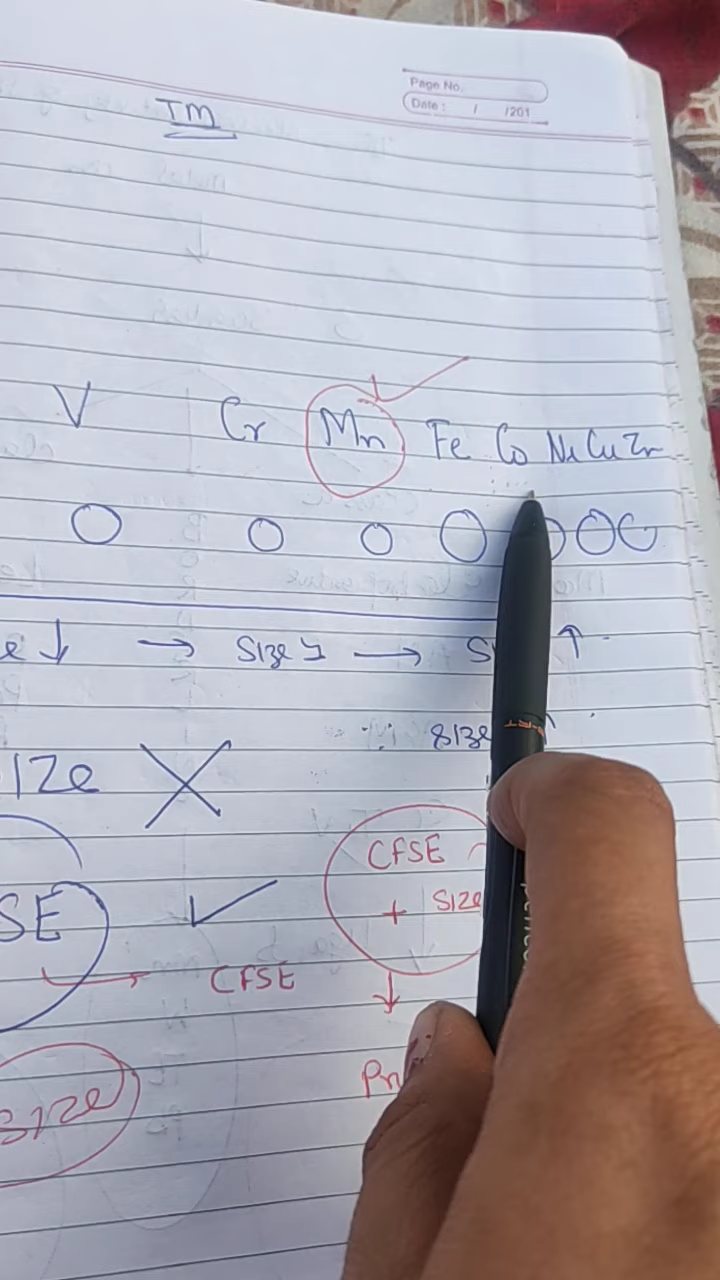 Page No.
Date : / /201
TM
V Cr Mn Fe Co Ni Cu Zn
e ↓ → Size ↓ → S ↑
∵ size
ize X
CFSE
+ Size
SE ✓
→ CFSE
↓
size